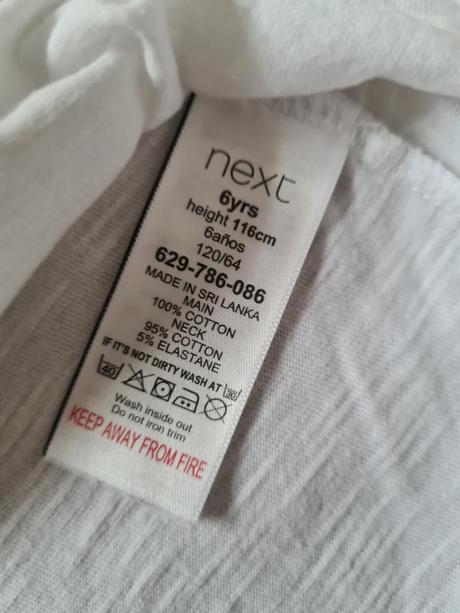 next
6yrs
height 116cm
6años
120/64
629-786-086
MADE IN SRI LANKA
MAIN
100% COTTON
NECK
95% COTTON
5% ELASTANE
IF IT'S NOT DIRTY WASH AT 30
40
Wash inside out
Do not iron trim
KEEP AWAY FROM FIRE